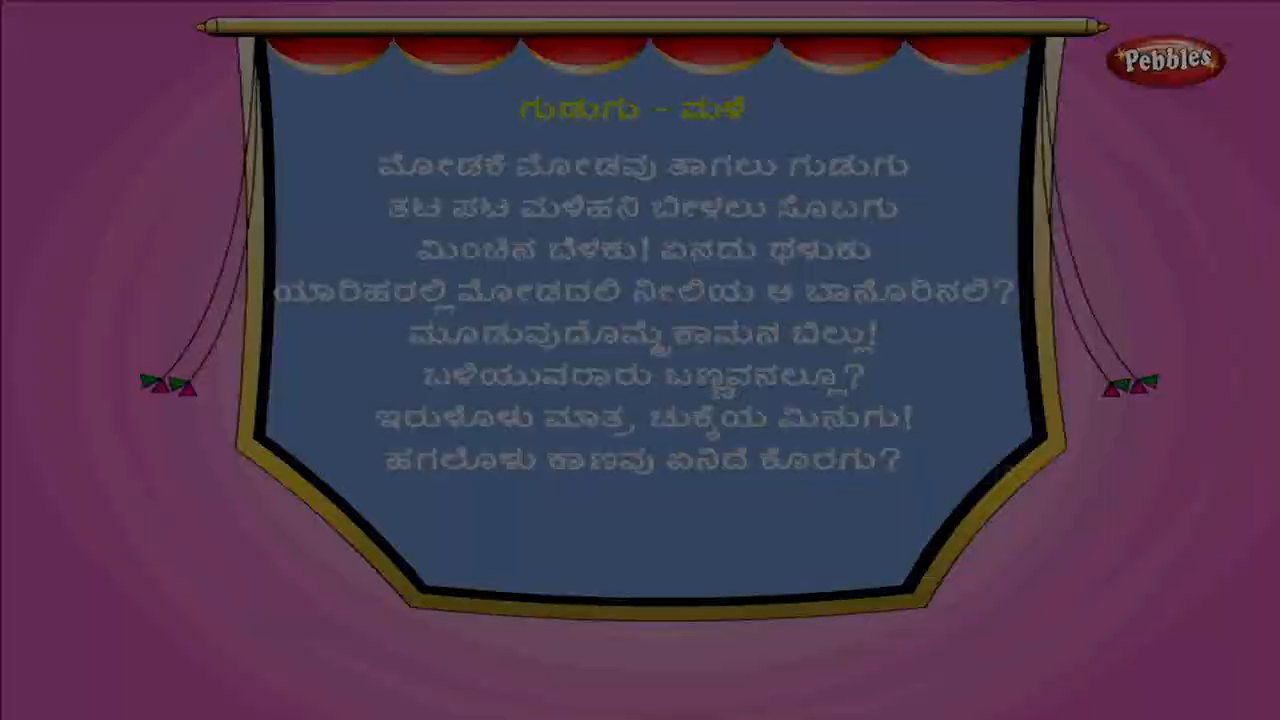 Pebbles
ಗುಡುಗು - ಮಳೆ
ಮೋಡಕೆ ಮೋಡವು ತಾಗಲು ಗುಡುಗು
ತಟ ಪಟ ಮಳೆಹನಿ ಬೀಳಲು ಸೊಬಗು
ಮಿಂಚಿನ ಬೆಳಕು! ಏನದು ಥಳುಕು
ಯಾರಿಹರಲ್ಲಿ ಮೋಡದಲಿ ನೀಲಿಯ ಆ ಬಾನೊರಿನಲಿ?
ಮೂಡುವುದೊಮ್ಮೆ ಕಾಮನ ಬಿಲ್ಲು!
ಬಳಿಯುವರಾರು ಬಣ್ಣವನಲ್ಲೂ?
ಇರುಳೊಳು ಮಾತ್ರ ಚುಕ್ಕೆಯ ಮಿನುಗು!
ಹಗಲೊಳು ಕಾಣವು ಏನಿದೆ ಕೊರಗು?